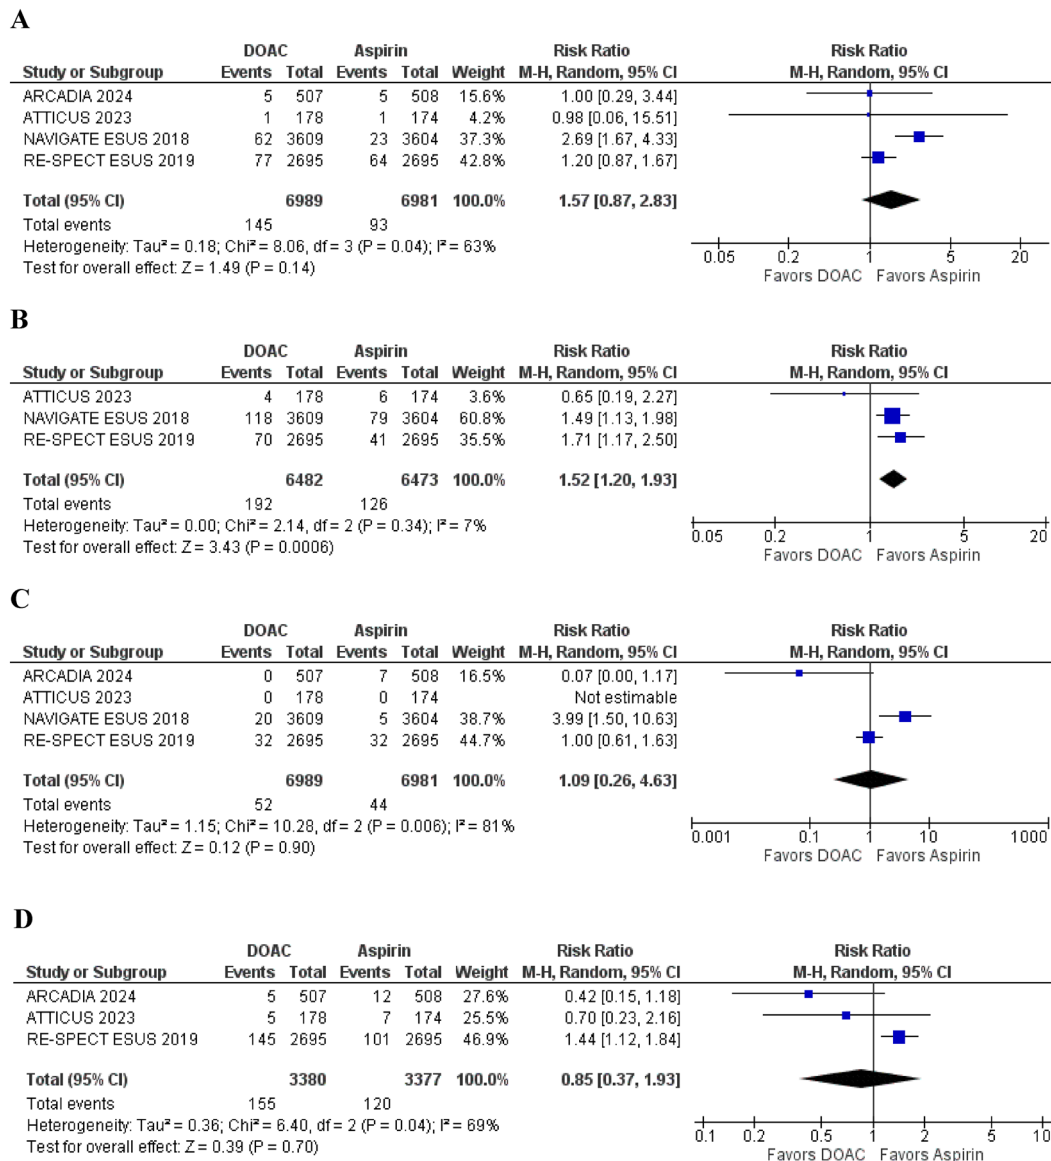 A
DOAC Aspirin Risk Ratio Risk Ratio
Study or Subgroup Events Total Events Total Weight M-H, Random, 95% CI M-H, Random, 95% CI
ARCADIA 2024 5 507 5 508 15.6% 1.00 [0.29, 3.44]
ATTICUS 2023 1 178 1 174 4.2% 0.98 [0.06, 15.51]
NAVIGATE ESUS 2018 62 3609 23 3604 37.3% 2.69 [1.67, 4.33]
RE-SPECT ESUS 2019 77 2695 64 2695 42.8% 1.20 [0.87, 1.67]
Total (95% CI) 6989 6981 100.0% 1.57 [0.87, 2.83]
Total events 145 93
Heterogeneity: Tau² = 0.18; Chi² = 8.06, df = 3 (P = 0.04); I² = 63%
Test for overall effect: Z = 1.49 (P = 0.14)
0.05 0.2 1 5 20
Favors DOAC Favors Aspirin
B
DOAC Aspirin Risk Ratio Risk Ratio
Study or Subgroup Events Total Events Total Weight M-H, Random, 95% CI M-H, Random, 95% CI
ATTICUS 2023 4 178 6 174 3.6% 0.65 [0.19, 2.27]
NAVIGATE ESUS 2018 118 3609 79 3604 60.8% 1.49 [1.13, 1.98]
RE-SPECT ESUS 2019 70 2695 41 2695 35.5% 1.71 [1.17, 2.50]
Total (95% CI) 6482 6473 100.0% 1.52 [1.20, 1.93]
Total events 192 126
Heterogeneity: Tau² = 0.00; Chi² = 2.14, df = 2 (P = 0.34); I² = 7%
Test for overall effect: Z = 3.43 (P = 0.0006)
0.05 0.2 1 5 20
Favors DOAC Favors Aspirin
C
DOAC Aspirin Risk Ratio Risk Ratio
Study or Subgroup Events Total Events Total Weight M-H, Random, 95% CI M-H, Random, 95% CI
ARCADIA 2024 0 507 7 508 16.5% 0.07 [0.00, 1.17]
ATTICUS 2023 0 178 0 174 Not estimable
NAVIGATE ESUS 2018 20 3609 5 3604 38.7% 3.99 [1.50, 10.63]
RE-SPECT ESUS 2019 32 2695 32 2695 44.7% 1.00 [0.61, 1.63]
Total (95% CI) 6989 6981 100.0% 1.09 [0.26, 4.63]
Total events 52 44
Heterogeneity: Tau² = 1.15; Chi² = 10.28, df = 2 (P = 0.006); I² = 81%
Test for overall effect: Z = 0.12 (P = 0.90)
0.001 0.1 1 10 1000
Favors DOAC Favors Aspirin
D
DOAC Aspirin Risk Ratio Risk Ratio
Study or Subgroup Events Total Events Total Weight M-H, Random, 95% CI M-H, Random, 95% CI
ARCADIA 2024 5 507 12 508 27.6% 0.42 [0.15, 1.18]
ATTICUS 2023 5 178 7 174 25.5% 0.70 [0.23, 2.16]
RE-SPECT ESUS 2019 145 2695 101 2695 46.9% 1.44 [1.12, 1.84]
Total (95% CI) 3380 3377 100.0% 0.85 [0.37, 1.93]
Total events 155 120
Heterogeneity: Tau² = 0.36; Chi² = 6.40, df = 2 (P = 0.04); I² = 69%
Test for overall effect: Z = 0.39 (P = 0.70)
0.1 0.2 0.5 1 2 5 10
Favors DOAC Favors Aspirin